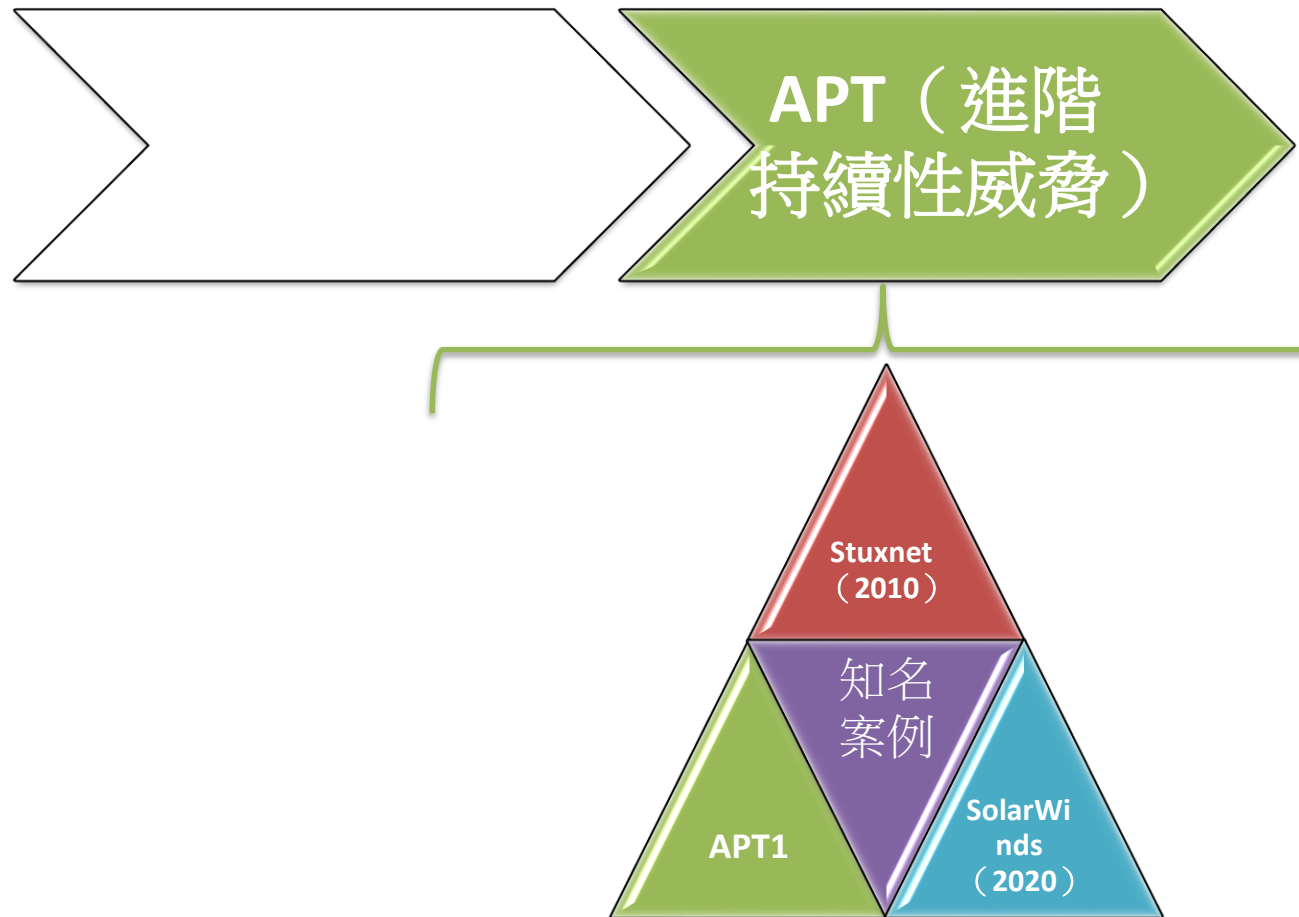 APT（進階
持續性威脅）
Stuxnet
（2010）
知名
案例
APT1
SolarWi
nds
（2020）